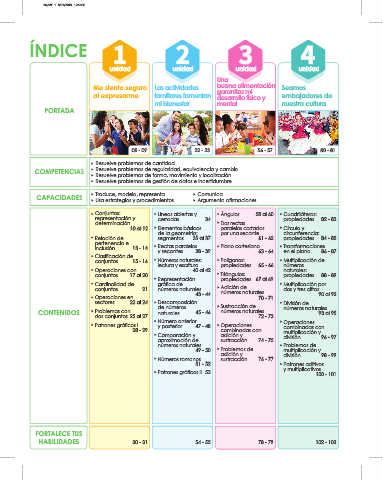 ÍNDICE
1
unidad
Me siento seguro
al expresarme
2
unidad
Las actividades
familiares fomentan
mi bienestar
3
unidad
Una
buena alimentación
garantiza mi
desarrollo físico y
mental
4
unidad
Seamos
embajadores de
nuestra cultura
PORTADA
08 - 09
32 - 33
56 - 57
80 - 81
COMPETENCIAS
• Resuelve problemas de cantidad
• Resuelve problemas de regularidad, equivalencia y cambio
• Resuelve problemas de forma, movimiento y localización
• Resuelve problemas de gestión de datos e incertidumbre
CAPACIDADES
• Traduce, modela, representa
• Usa estrategias y procedimientos
• Comunica
• Argumenta afirmaciones
CONTENIDOS
• Conjuntos:
representación y
determinación
10 al 12
• Relación de
pertenencia e
inclusión 13 - 14
• Clasificación de
conjuntos 15 - 16
• Operaciones con
conjuntos 17 al 20
• Cardinalidad de
conjuntos 21
• Operaciones en
sectores 22 al 24
• Problemas con
dos conjuntos 25 al 27
• Patrones gráficos I
28 - 29
• Líneas abiertas y
cerradas 34
• Elementos básicos
de la geometría:
segmentos 35 al 37
• Rectas paralelas
y secantes 38 - 39
• Números naturales:
lectura y escritura
40 al 42
• Representación
gráfica de
números naturales
43 - 44
• Descomposición
de números
naturales 45 - 46
• Número anterior
y posterior 47 - 48
• Comparación y
aproximación de
números naturales
49 - 50
• Números romanos
51 - 52
• Patrones gráficos II 53
• Ángulos 58 al 60
• Dos rectas
paralelas cortadas
por una secante
61 - 62
• Plano cartesiano
63 - 64
• Polígonos:
propiedades 65 - 66
• Triángulos:
propiedades 67 al 69
• Adición de
números naturales
70 - 71
• Sustracción de
números naturales
72 - 73
• Operaciones
combinadas con
adición y
sustracción 74 - 75
• Problemas de
adición y
sustracción 76 - 77
• Cuadriláteros:
propiedades 82 - 83
• Círculo y
circunferencia:
propiedades 84 - 85
• Transformaciones
en el plano 86 - 87
• Multiplicación de
números
naturales:
propiedades 88 - 89
• Multiplicación por
dos y tres cifras
90 al 92
• División de
números naturales
93 al 95
• Operaciones
combinadas con
multiplicación y
división 96 - 97
• Problemas de
multiplicación y
división 98 - 99
• Patrones aditivos
y multiplicativos
100 - 101
FORTALECE TUS
HABILIDADES
30 - 31
54 - 55
78 - 79
102 - 103